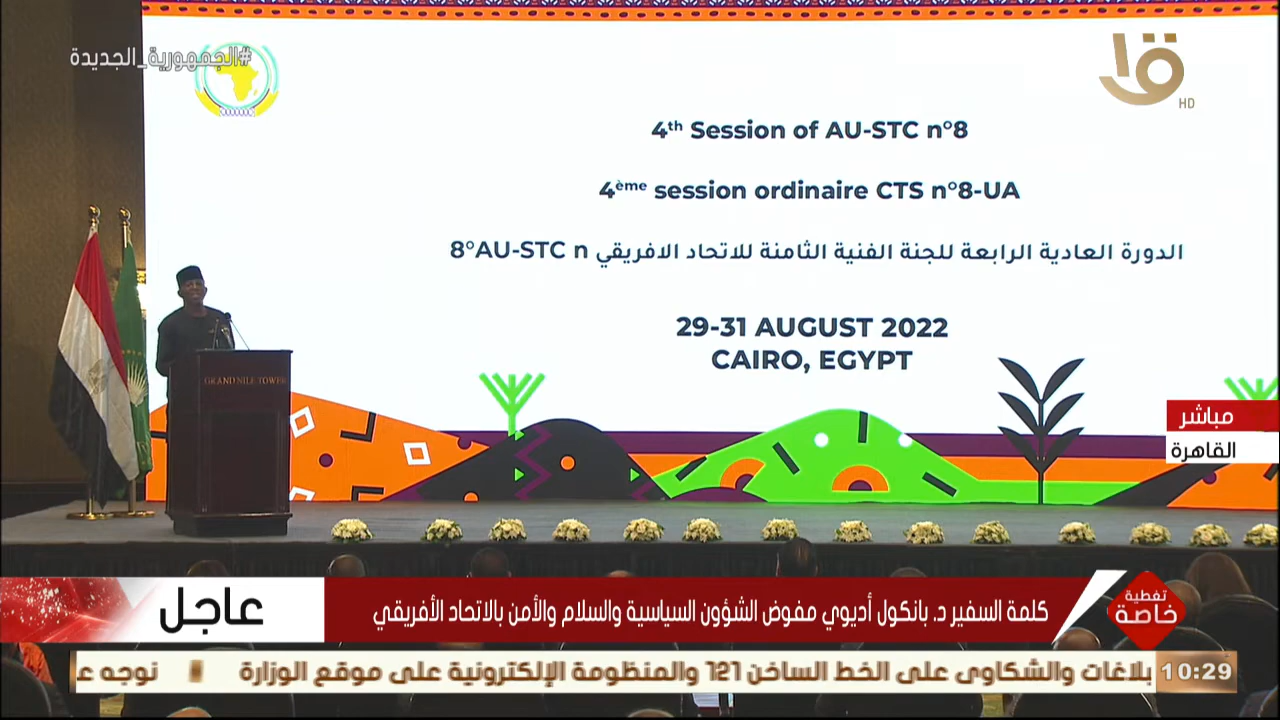 #الجمهورية_الجديدة
HD
4th Session of AU-STC n°8
4ème session ordinaire CTS n°8-UA
الدورة العادية الرابعة للجنة الفنية الثامنة للاتحاد الافريقي 8°AU-STC n
29-31 AUGUST 2022
CAIRO, EGYPT
GRAND NILE TOWER
مباشر
القاهرة
تغطية
خاصة
كلمة السفير د. بانكول أديوي مفوض الشؤون السياسية والسلام والأمن بالاتحاد الأفريقي
عاجل
10:29
بلاغات والشكاوى على الخط الساخن 121 والمنظومة الإلكترونية على موقع الوزارة نوجه ع